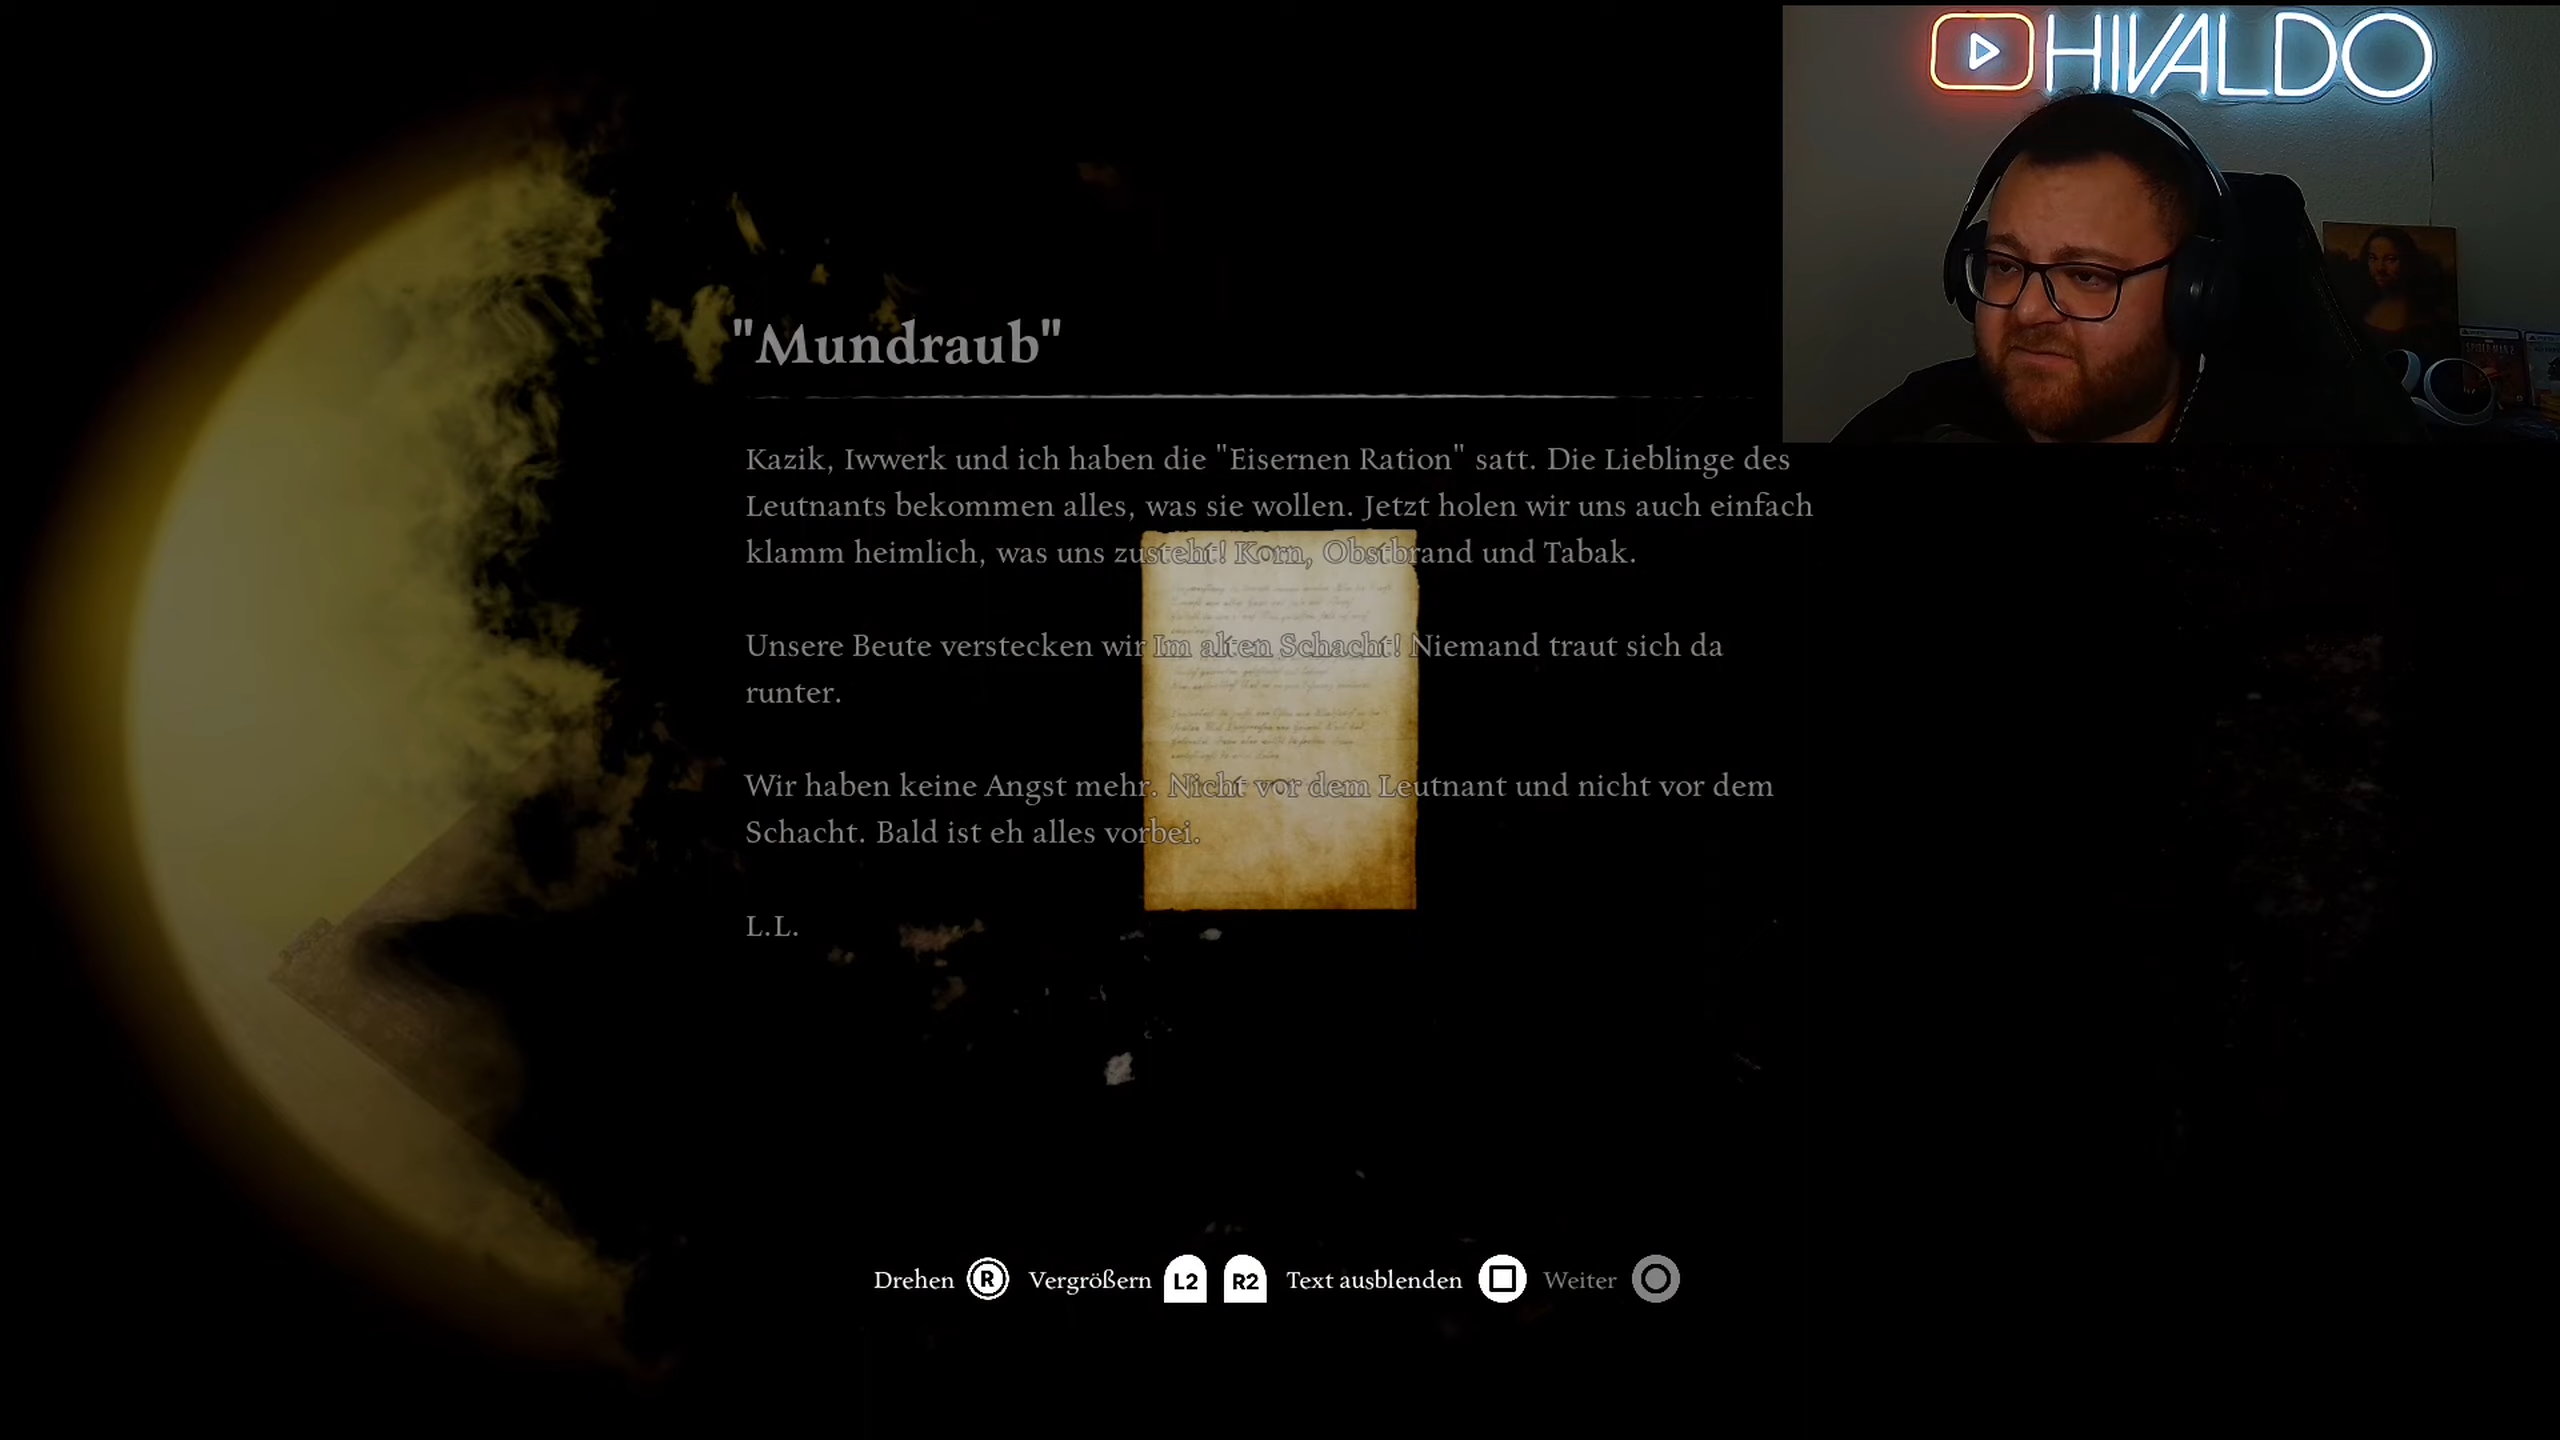 HIVALDO
"Mundraub"
Kazik, Iwwerk und ich haben die "Eisernen Ration" satt. Die Lieblinge des
Leutnants bekommen alles, was sie wollen. Jetzt holen wir uns auch einfach
klamm heimlich, was uns zusteht! Korn, Obstbrand und Tabak.
Unsere Beute verstecken wir Im alten Schacht! Niemand traut sich da
runter.
Wir haben keine Angst mehr. Nicht vor dem Leutnant und nicht vor dem
Schacht. Bald ist eh alles vorbei.
L.L.
Drehen R Vergrößern L2 R2 Text ausblenden Weiter